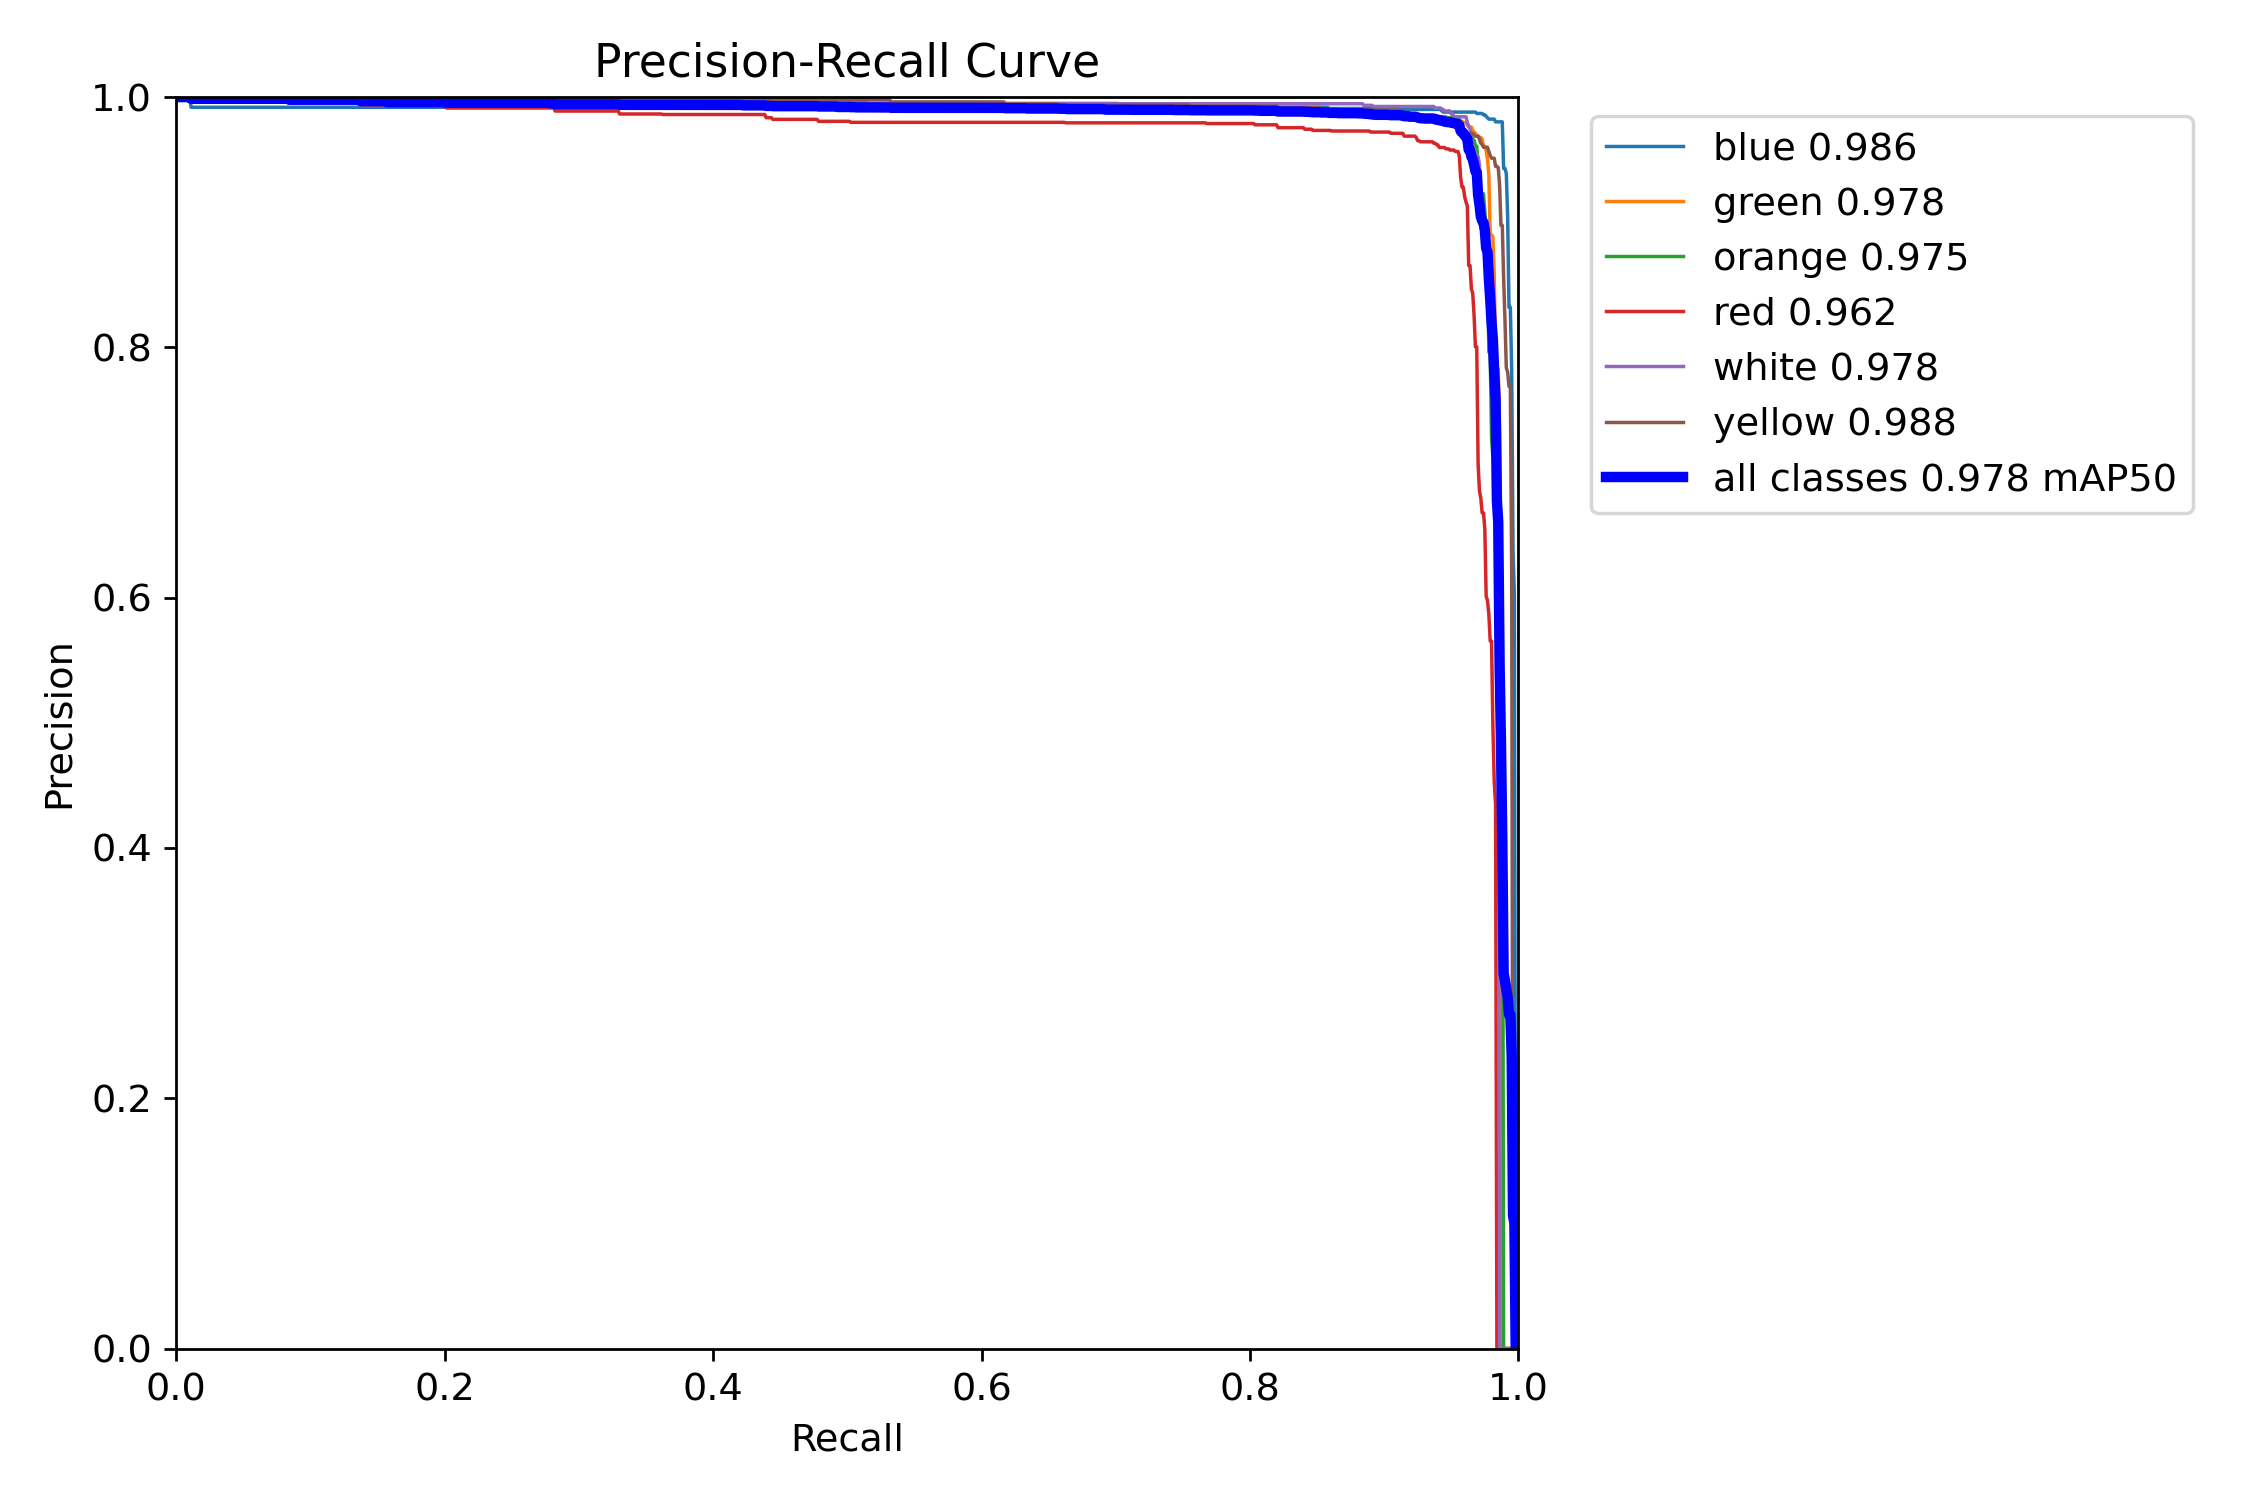 Precision-Recall Curve
1.0
0.8
0.6
0.4
0.2
0.0
Precision
0.0 0.2 0.4 0.6 0.8 1.0
Recall
blue 0.986
green 0.978
orange 0.975
red 0.962
white 0.978
yellow 0.988
all classes 0.978 mAP50